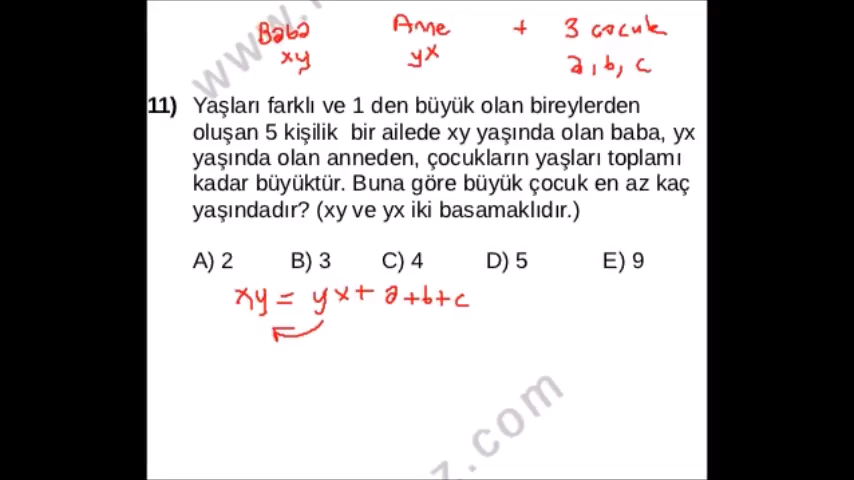 Baba Anne + 3 çocuk
xy yx a, b, c
11) Yaşları farklı ve 1 den büyük olan bireylerden
oluşan 5 kişilik bir ailede xy yaşında olan baba, yx
yaşında olan anneden, çocukların yaşları toplamı
kadar büyüktür. Buna göre büyük çocuk en az kaç
yaşındadır? (xy ve yx iki basamaklıdır.)
A) 2 B) 3 C) 4 D) 5 E) 9
xy = yx + a+b+c